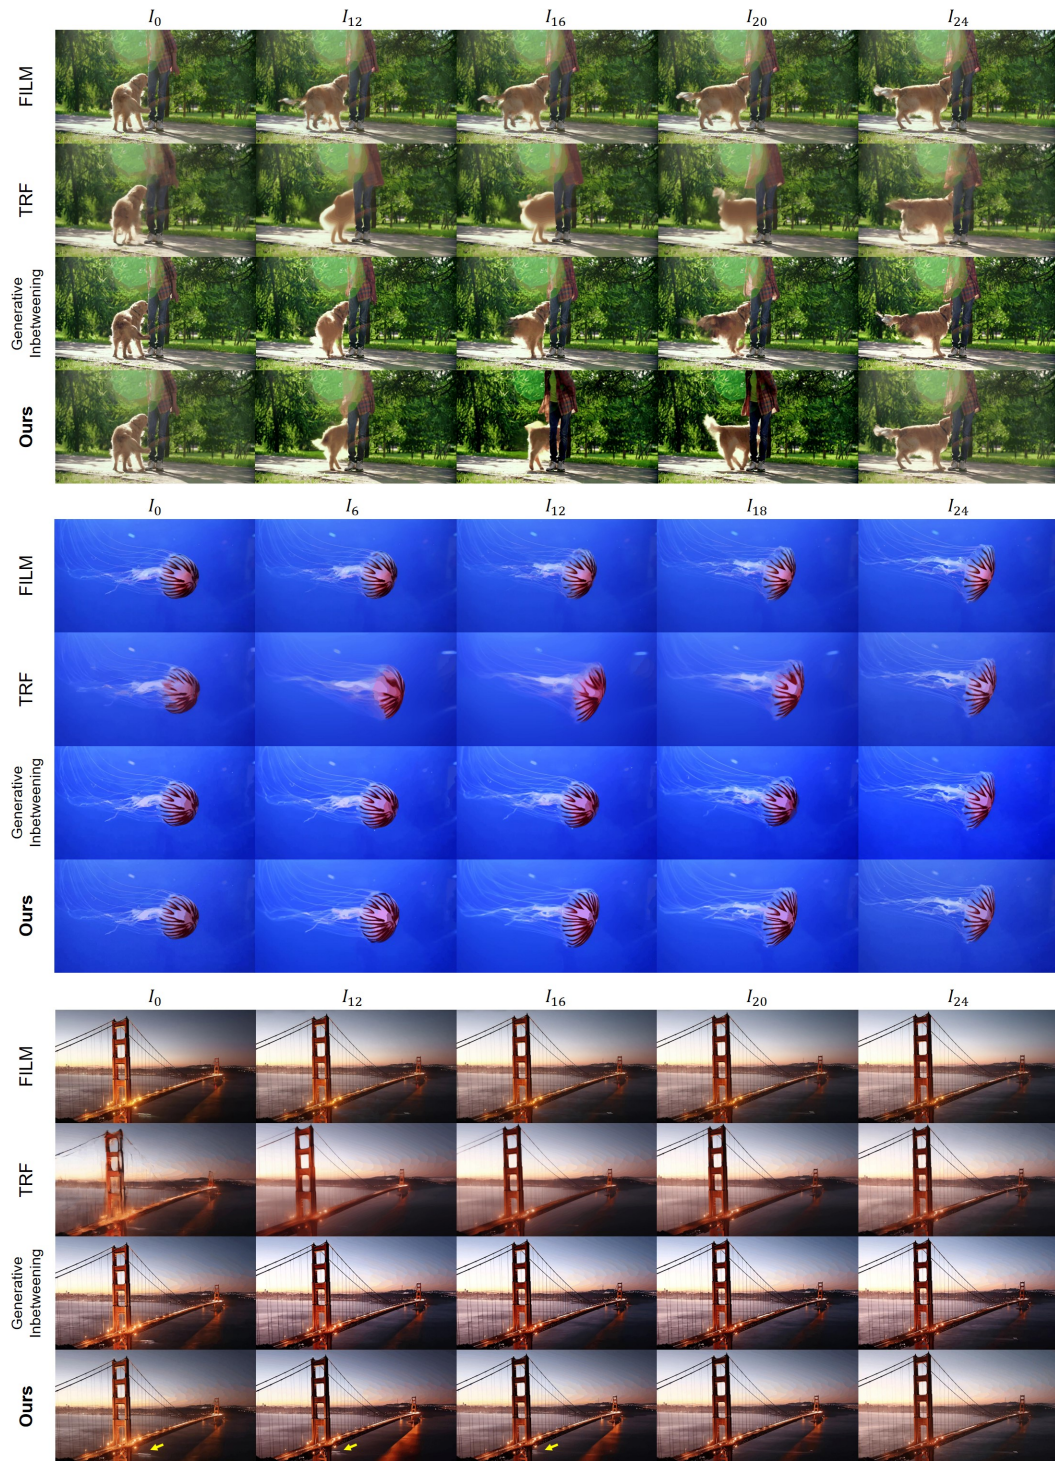 I₀ I₁₂ I₁₆ I₂₀ I₂₄
FILM
TRF
Generative
Inbetweening
Ours
I₀ I₆ I₁₂ I₁₈ I₂₄
FILM
TRF
Generative
Inbetweening
Ours
I₀ I₁₂ I₁₆ I₂₀ I₂₄
FILM
TRF
Generative
Inbetweening
Ours